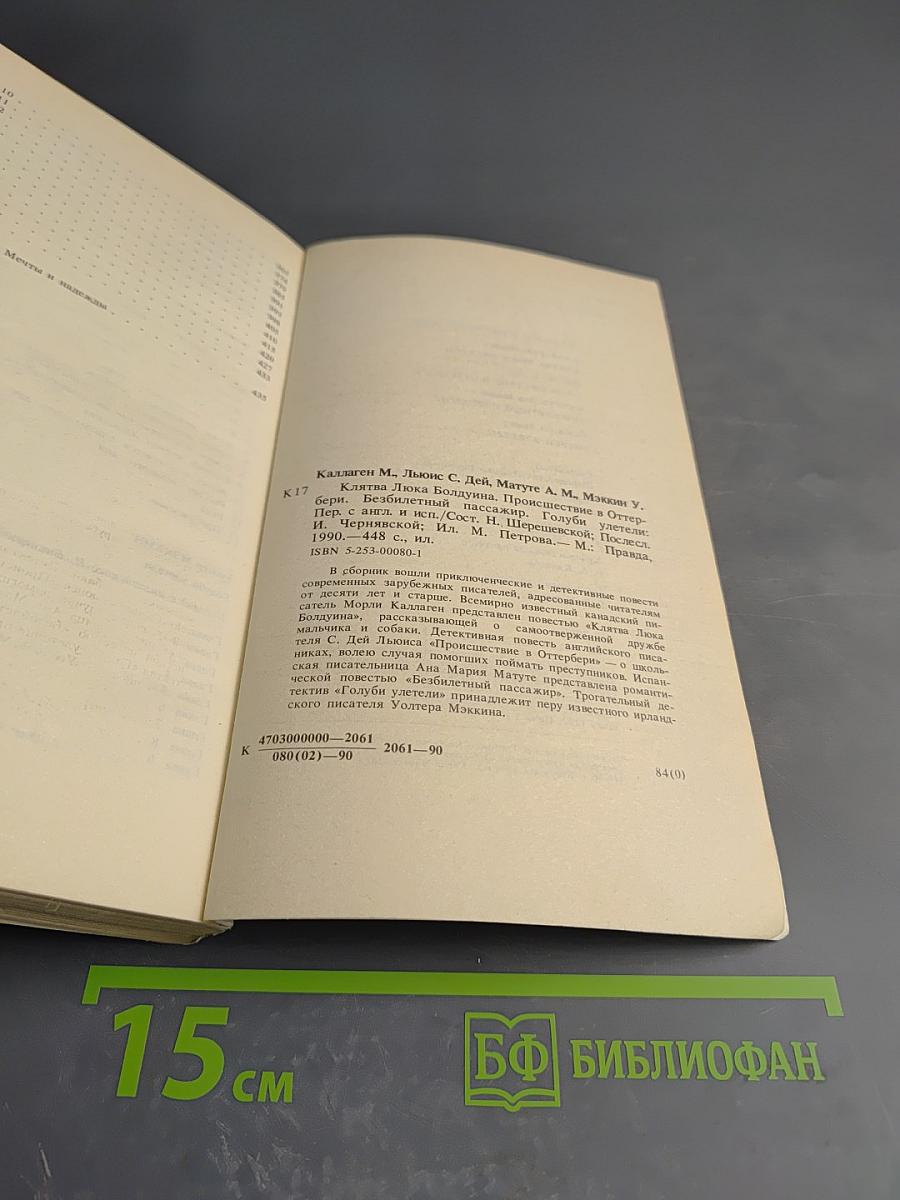 10
Мечты и надежды
410
413
420
427
433
435
Каллаген М., Льюис С. Дей, Матуте А. М., Мэккин У.
К17
Клятва Люка Болдуина. Происшествие в Оттер-
бери. Безбилетный пассажир. Голуби улетели:
Пер. с англ. и исп./Сост. Н. Шерешевской; Послесл.
И. Чернявской; Ил. М. Петрова.— М.: Правда,
1990.—448 с., ил.
ISBN 5-253-00080-1
В сборник вошли приключенческие и детективные повести
современных зарубежных писателей, адресованные читателям
от десяти лет и старше. Всемирно известный канадский пи-
сатель Морли Каллаген представлен повестью «Клятва Люка
Болдуина», рассказывающей о самоотверженной дружбе
мальчика и собаки. Детективная повесть английского писа-
теля С. Дей Льюиса «Происшествие в Оттербери» — о школь-
никах, волею случая помогших поймать преступников. Испан-
ская писательница Ана Мария Матуте представлена романти-
ческой повестью «Безбилетный пассажир». Трогательный де-
тектив «Голуби улетели» принадлежит перу известного ирланд-
ского писателя Уолтера Мэккина.
К 4703000000—2061
080(02)—90
2061—90
84(0)
15 см
БФ БИБЛИОФАН